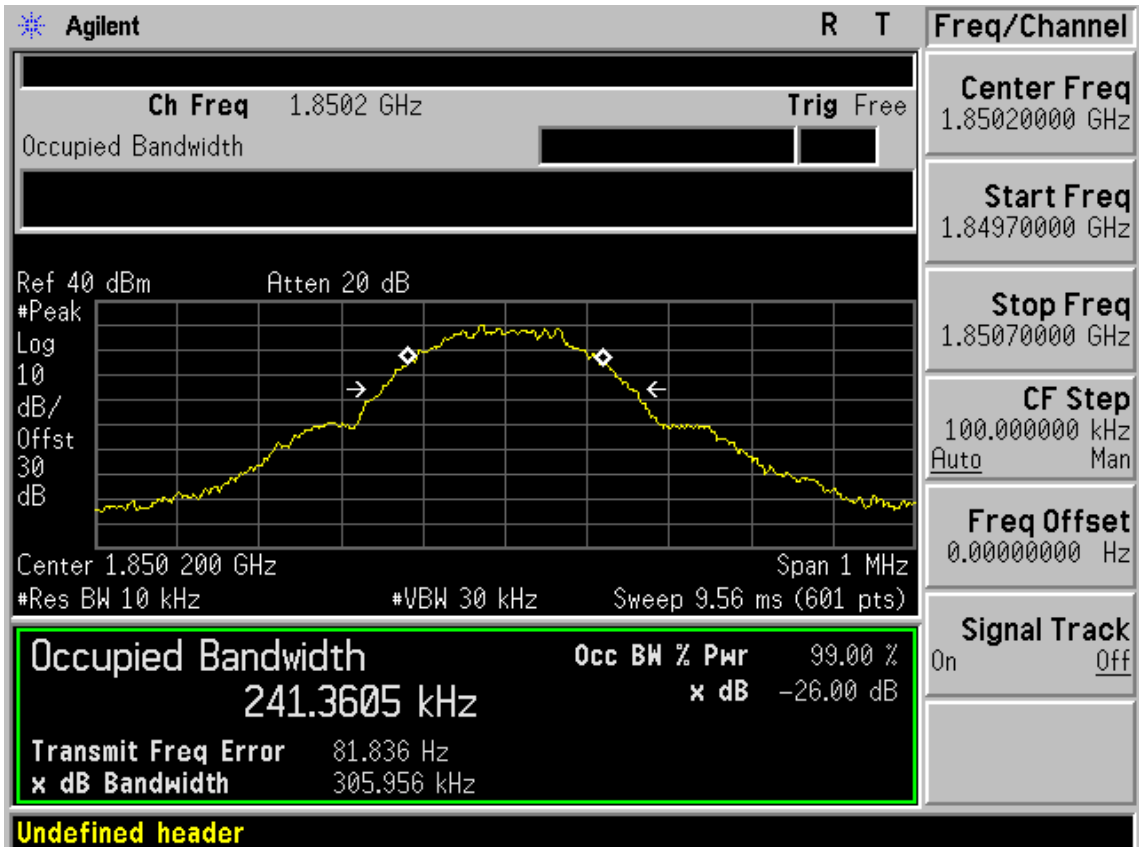 Agilent R T
Ch Freq 1.8502 GHz Trig Free
Occupied Bandwidth
Ref 40 dBm Atten 20 dB
#Peak
Log
10
dB/
Offst
30
dB
Center 1.850 200 GHz Span 1 MHz
#Res BW 10 kHz #VBW 30 kHz Sweep 9.56 ms (601 pts)
Occupied Bandwidth Occ BW % Pwr 99.00 %
241.3605 kHz x dB -26.00 dB
Transmit Freq Error 81.836 Hz
x dB Bandwidth 305.956 kHz
Undefined header
Freq/Channel
Center Freq
1.85020000 GHz
Start Freq
1.84970000 GHz
Stop Freq
1.85070000 GHz
CF Step
100.000000 kHz
Auto Man
Freq Offset
0.00000000 Hz
Signal Track
On Off